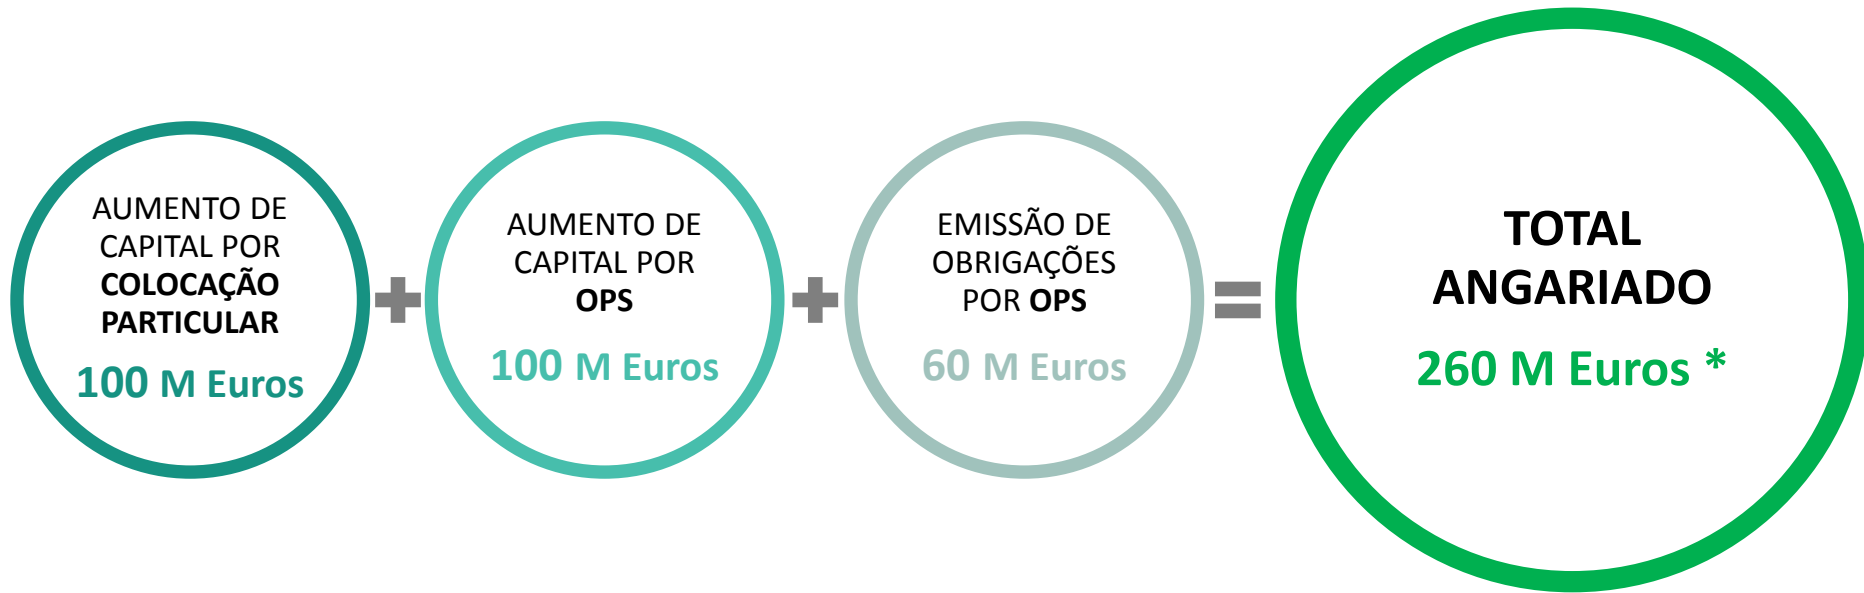 AUMENTO DE
CAPITAL POR
COLOCAÇÃO
PARTICULAR
100 M Euros
AUMENTO DE
CAPITAL POR
OPS
100 M Euros
EMISSÃO DE
OBRIGAÇÕES
POR OPS
60 M Euros
TOTAL
ANGARIADO
260 M Euros *